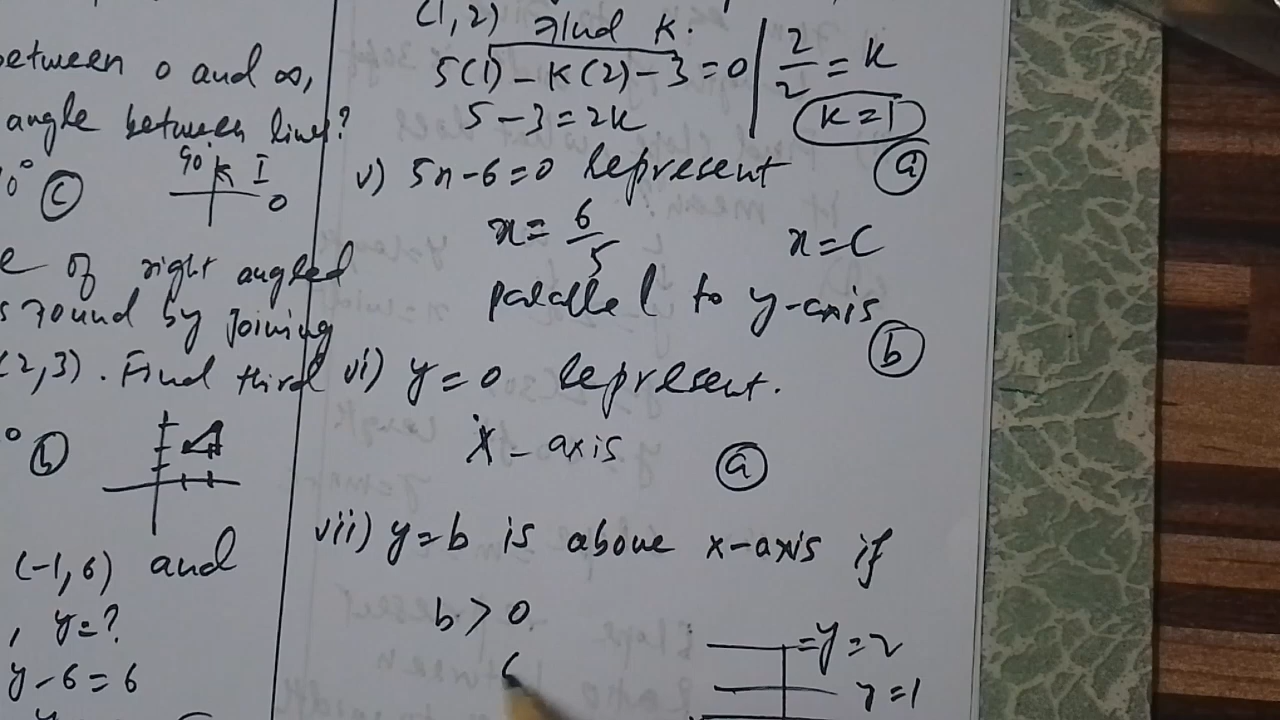 between 0 and ∞,
angle between lines?
0° (c)
90 k I
0
e of right angled
s found by joining
(2,3). Find third
° (b)
(-1,6) and
, y=?
y-6=6
(1,2) Find k.
5(1)-k(2)-3=0 | 2/2=k
5-3=2k | k=1
v) 5x-6=0 represent (a)
x=6/5 x=c
parallel to y-axis
(b)
vi) y=0 represent.
x-axis (a)
vii) y=b is above x-axis if
b>0.
y=2
y=1